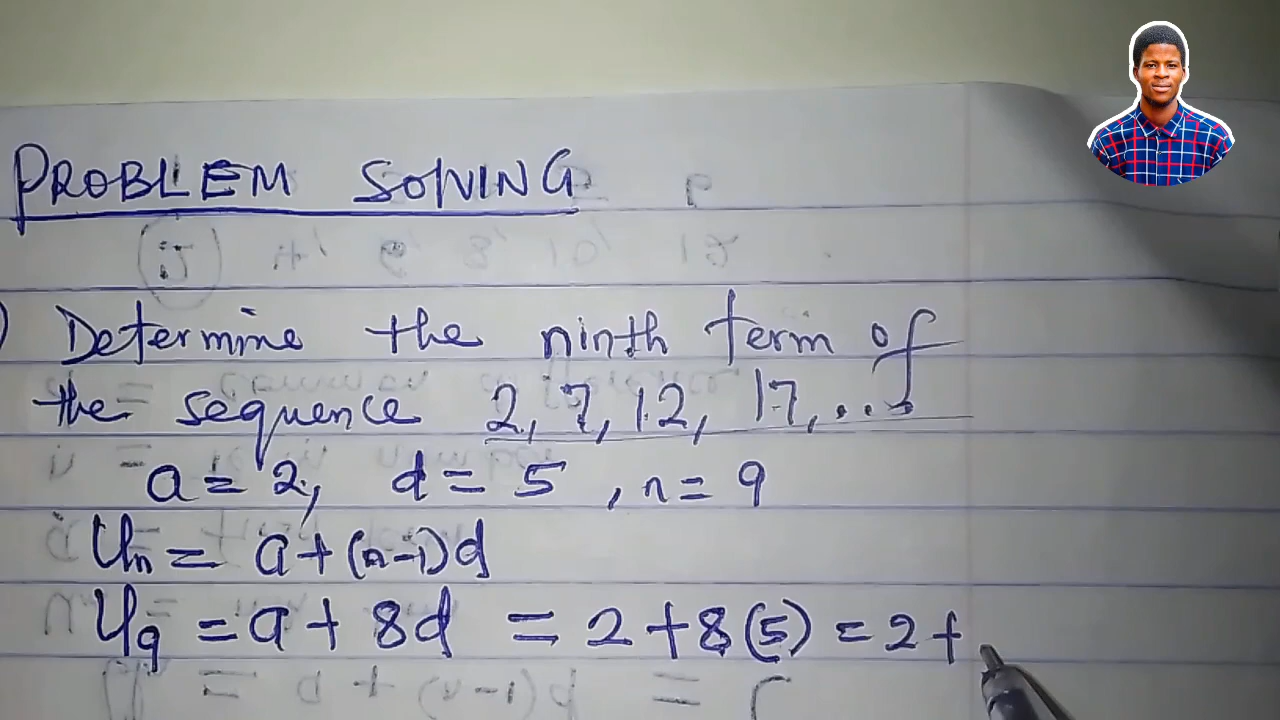 PROBLEM SOLVING
) Determine the ninth term of
the sequence 2, 7, 12, 17, ...
a = 2, d = 5, n = 9
Un = a + (n-1)d
U9 = a + 8d = 2 + 8(5) = 2 +